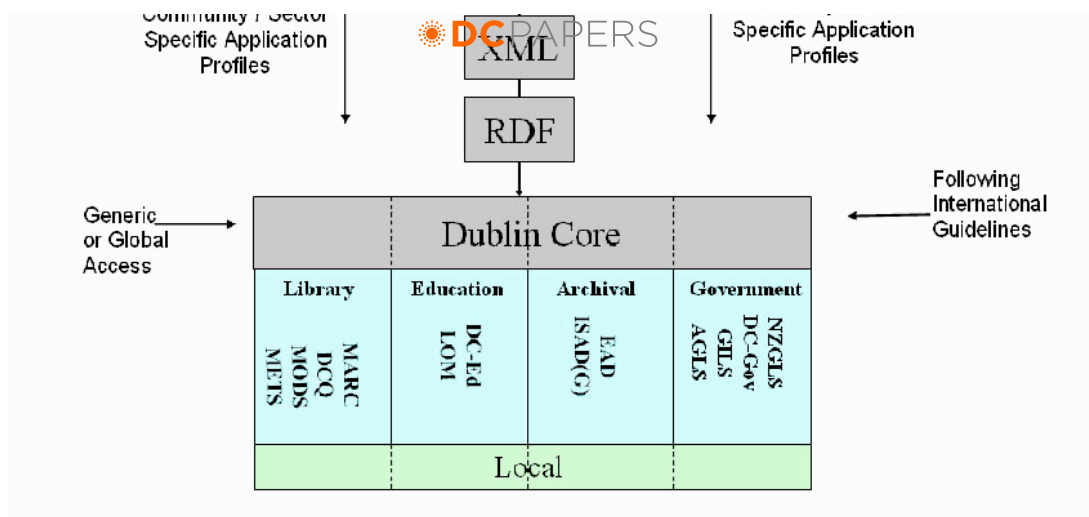 Community / Sector
Specific Application
Profiles
DCPAPERS
XML
Specific Application
Profiles
RDF
Generic
or Global
Access
Following
International
Guidelines
Dublin Core
Library
Education
Archival
Government
METS
MODS
DCQ
MARC
LOM
DC-Ed
ISAD(G)
EAD
AGLS
GILS
DC-Gov
NZGLS
Local